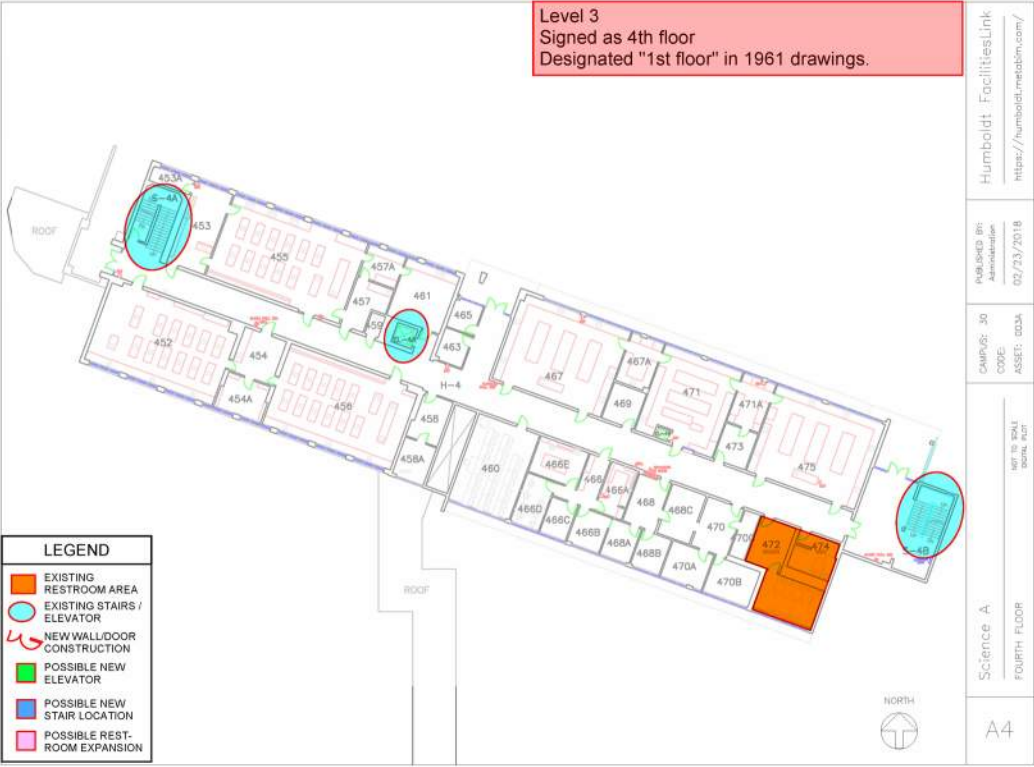 Level 3
Signed as 4th floor
Designated "1st floor" in 1961 drawings.
Humboldt FacilitiesLink
https://humboldt.metabim.com/
PUBLISHED BY:
Administration
02/23/2018
CAMPUS: 30
CODE:
ASSET: 003A
NOT TO SCALE
DIGITAL PLOT
Science A
FOURTH FLOOR
A4
ROOF
453A
S-4A
453
455
457A
457
459
461
465
463
452
454
454A
456
H-4
458
458A
467
467A
469
471
471A
473
475
460
466E
466
466A
466D
466C
466B
468
468A
468B
468C
470
470A
470B
472
474
S-4B
ROOF
LEGEND
EXISTING
RESTROOM AREA
EXISTING STAIRS /
ELEVATOR
NEW WALL/DOOR
CONSTRUCTION
POSSIBLE NEW
ELEVATOR
POSSIBLE NEW
STAIR LOCATION
POSSIBLE REST-
ROOM EXPANSION
NORTH